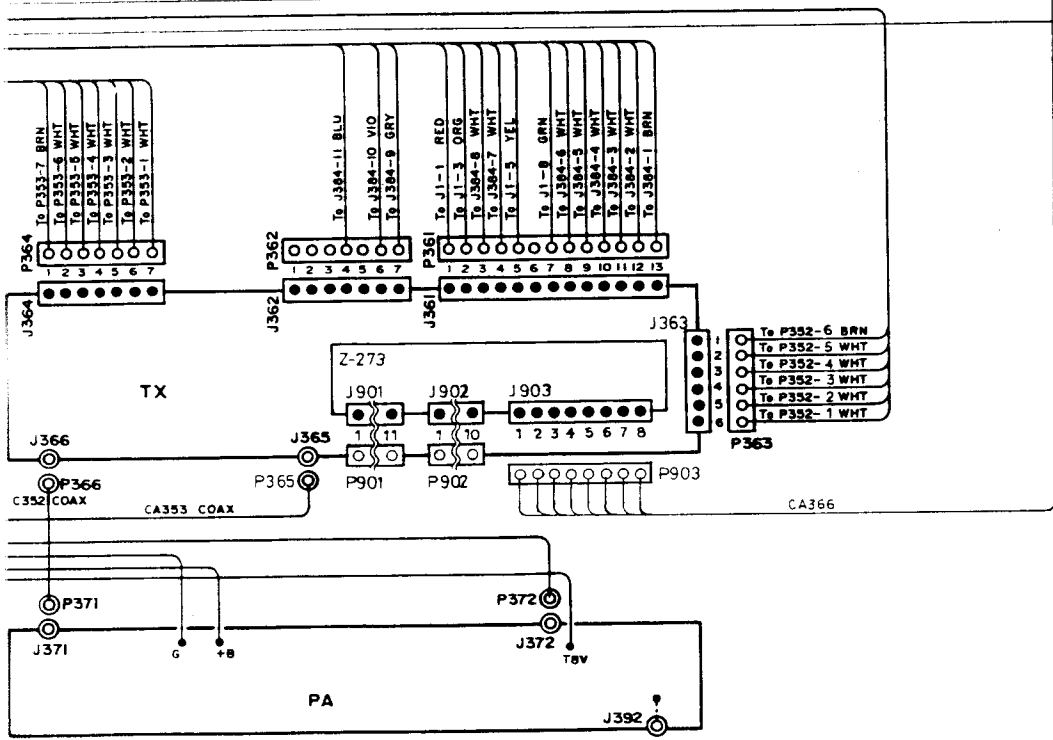 To P353-7 BRN
To P353-6 WHT
To P353-5 WHT
To P353-4 WHT
To P353-3 WHT
To P353-2 WHT
To P353-1 WHT
To J384-11 BLU
To J384-10 VIO
To J384-9 GRY
To J1-1 RED
To J1-3 ORG
To J384-8 WHT
To J384-7 WHT
To J1-5 YEL
To J1-8 GRN
To J384-6 WHT
To J384-5 WHT
To J384-4 WHT
To J384-3 WHT
To J384-2 WHT
To J384-1 BRN
P364
P362
P361
1 2 3 4 5 6 7
1 2 3 4 5 6 7
1 2 3 4 5 6 7 8 9 10 11 12 13
J364
J362
J361
J363
1
2
3
4
5
6
To P352-6 BRN
To P352-5 WHT
To P352-4 WHT
To P352-3 WHT
To P352-2 WHT
To P352-1 WHT
P363
Z-273
TX
J901
J902
J903
1 11
1 10
1 2 3 4 5 6 7 8
J366
J365
P366
P365
P901
P902
P903
C352 COAX
CA353 COAX
CA366
P371
P372
J371
G
+B
J372
T8V
PA
J392